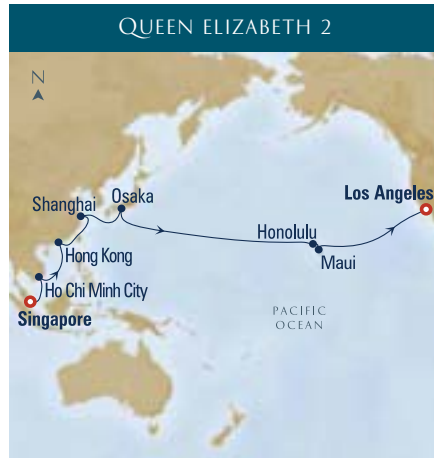 QUEEN ELIZABETH 2
N
Los Angeles
Osaka
Shanghai
Honolulu
Hong Kong
Maui
Ho Chi Minh City
Singapore
PACIFIC
OCEAN